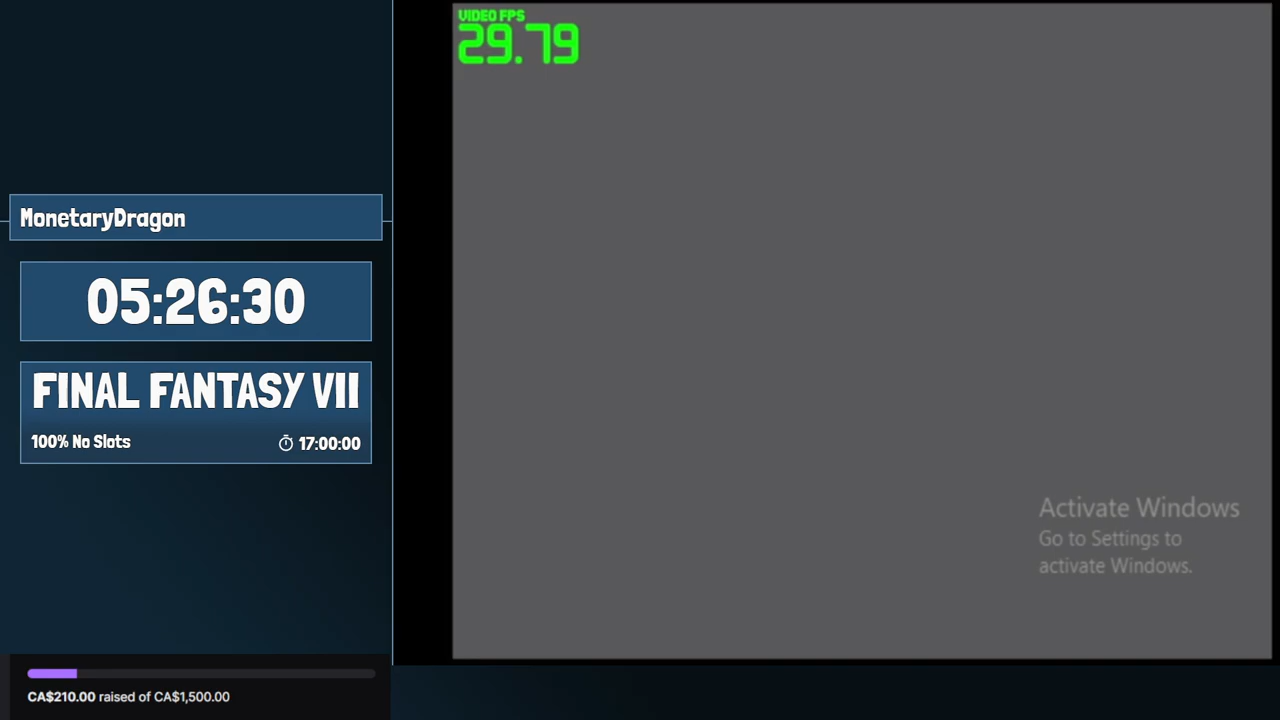 VIDEO FPS
29.79
MonetaryDragon
05:26:30
FINAL FANTASY VII
100% No Slots
17:00:00
Activate Windows
Go to Settings to
activate Windows.
CA$210.00 raised of CA$1,500.00